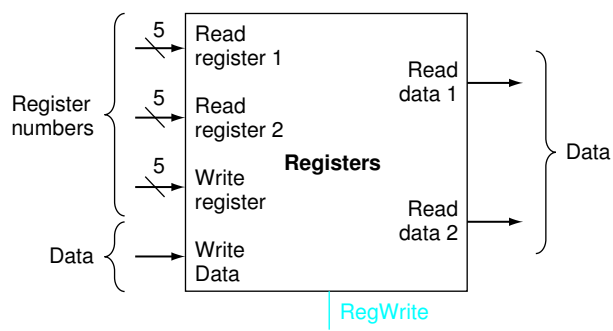 5
Read
register 1
5
Read
register 2
5
Write
register
Write
Data
Register
numbers
Data
Registers
Read
data 1
Read
data 2
Data
RegWrite